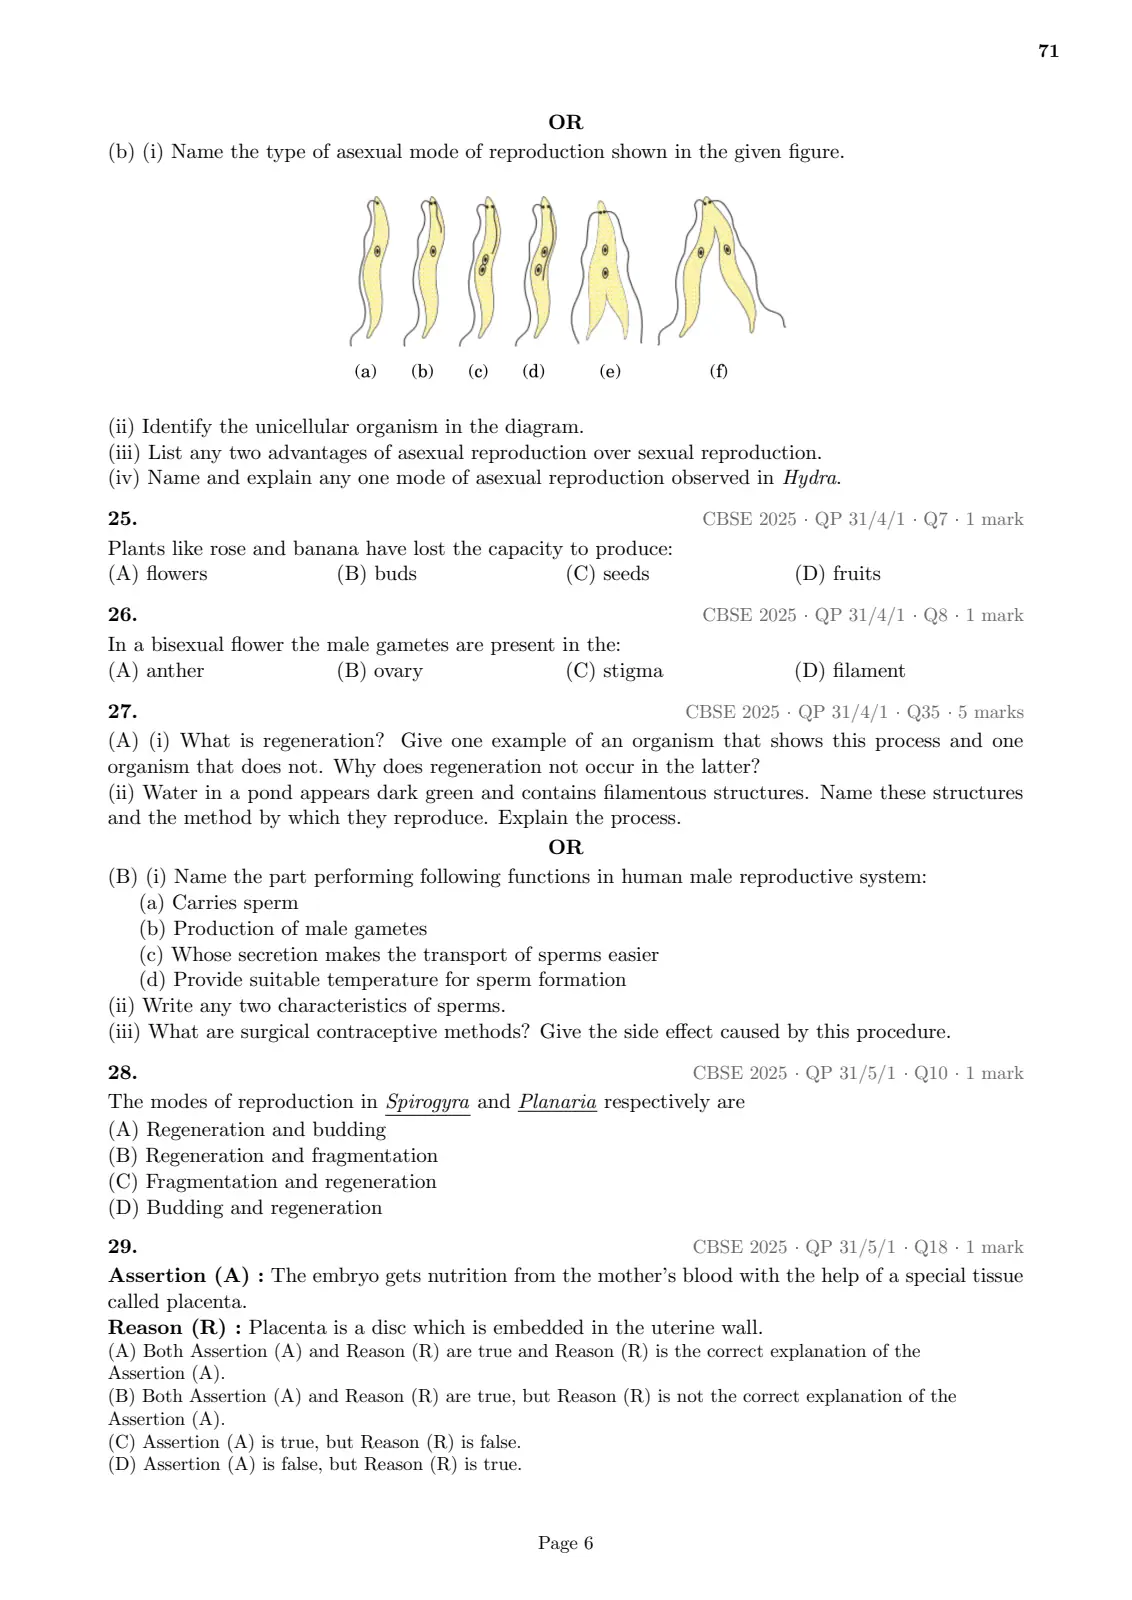 71
OR
(b) (i) Name the type of asexual mode of reproduction shown in the given figure.
(a) (b) (c) (d) (e) (f)
(ii) Identify the unicellular organism in the diagram.
(iii) List any two advantages of asexual reproduction over sexual reproduction.
(iv) Name and explain any one mode of asexual reproduction observed in Hydra.
25. CBSE 2025 · QP 31/4/1 · Q7 · 1 mark
Plants like rose and banana have lost the capacity to produce:
(A) flowers (B) buds (C) seeds (D) fruits
26. CBSE 2025 · QP 31/4/1 · Q8 · 1 mark
In a bisexual flower the male gametes are present in the:
(A) anther (B) ovary (C) stigma (D) filament
27. CBSE 2025 · QP 31/4/1 · Q35 · 5 marks
(A) (i) What is regeneration? Give one example of an organism that shows this process and one
organism that does not. Why does regeneration not occur in the latter?
(ii) Water in a pond appears dark green and contains filamentous structures. Name these structures
and the method by which they reproduce. Explain the process.
OR
(B) (i) Name the part performing following functions in human male reproductive system:
(a) Carries sperm
(b) Production of male gametes
(c) Whose secretion makes the transport of sperms easier
(d) Provide suitable temperature for sperm formation
(ii) Write any two characteristics of sperms.
(iii) What are surgical contraceptive methods? Give the side effect caused by this procedure.
28. CBSE 2025 · QP 31/5/1 · Q10 · 1 mark
The modes of reproduction in Spirogyra and Planaria respectively are
(A) Regeneration and budding
(B) Regeneration and fragmentation
(C) Fragmentation and regeneration
(D) Budding and regeneration
29. CBSE 2025 · QP 31/5/1 · Q18 · 1 mark
Assertion (A) : The embryo gets nutrition from the mother's blood with the help of a special tissue
called placenta.
Reason (R) : Placenta is a disc which is embedded in the uterine wall.
(A) Both Assertion (A) and Reason (R) are true and Reason (R) is the correct explanation of the
Assertion (A).
(B) Both Assertion (A) and Reason (R) are true, but Reason (R) is not the correct explanation of the
Assertion (A).
(C) Assertion (A) is true, but Reason (R) is false.
(D) Assertion (A) is false, but Reason (R) is true.
Page 6